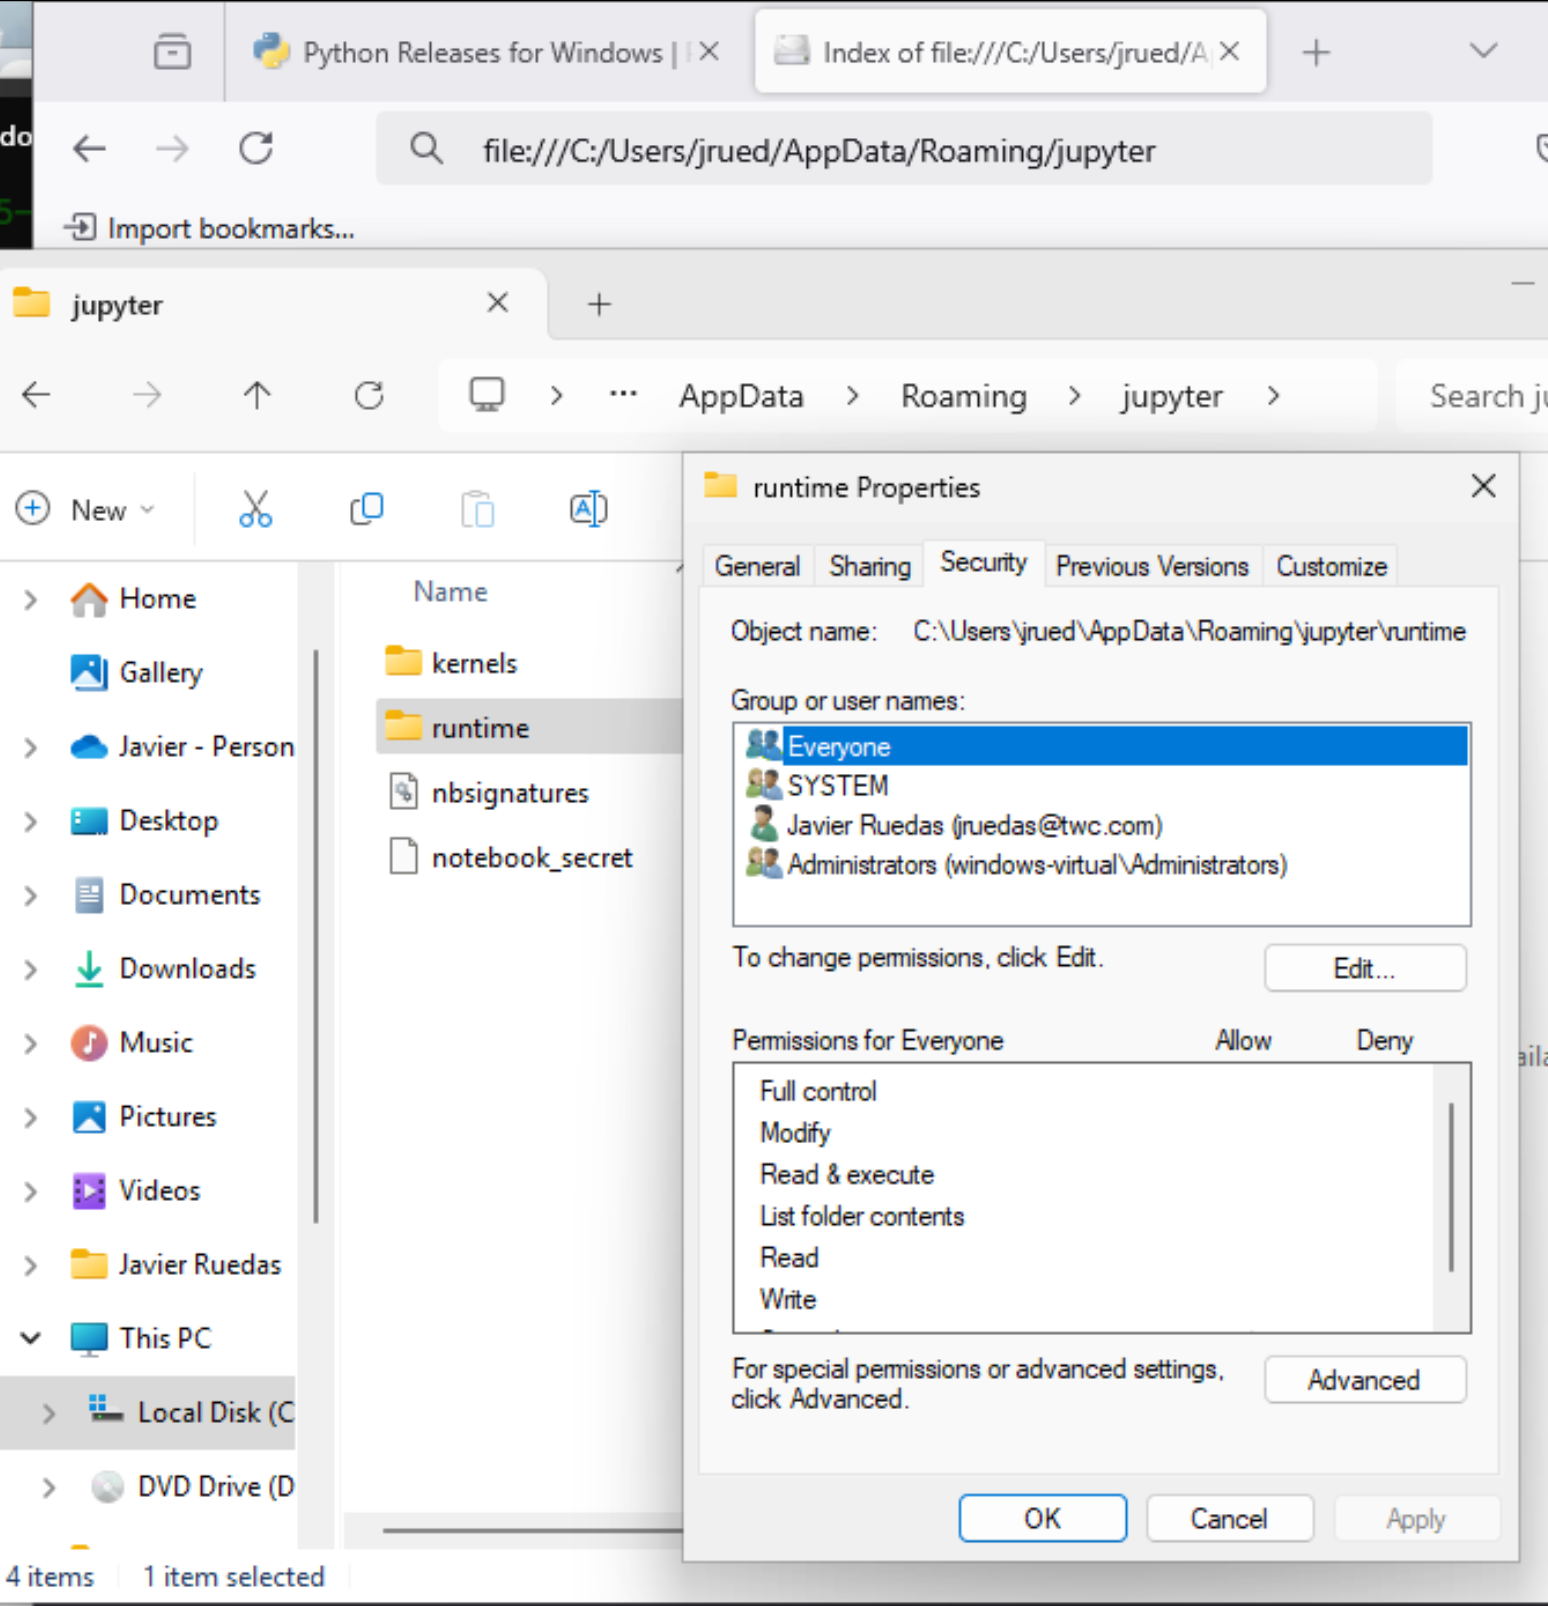 Python Releases for Windows |
Index of file:///C:/Users/jrued/A
do
file:///C:/Users/jrued/AppData/Roaming/jupyter
5-
Import bookmarks...
jupyter
... AppData > Roaming > jupyter >
Search ju
New
runtime Properties
General
Sharing
Security
Previous Versions
Customize
Object name: C:\Users\jrued\AppData\Roaming\jupyter\runtime
Group or user names:
Everyone
SYSTEM
Javier Ruedas (jruedas@twc.com)
Administrators (windows-virtual\Administrators)
To change permissions, click Edit.
Edit...
Permissions for Everyone
Allow
Deny
Full control
Modify
Read & execute
List folder contents
Read
Write
For special permissions or advanced settings,
click Advanced.
Advanced
OK
Cancel
Apply
Name
kernels
runtime
nbsignatures
notebook_secret
Home
Gallery
Javier - Person
Desktop
Documents
Downloads
Music
Pictures
Videos
Javier Ruedas
This PC
Local Disk (C
DVD Drive (D
4 items
1 item selected